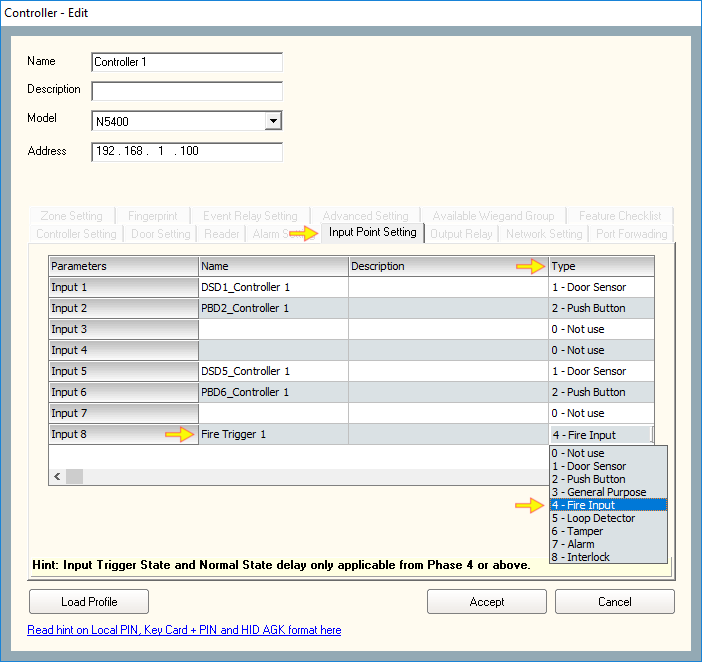 Controller - Edit
Name Controller 1
Description
Model N5400
Address 192 . 168 . 1 . 100
Zone Setting Fingerprint Event Relay Setting Advanced Setting Available Wiegand Group Feature Checklist
Controller Setting Door Setting Reader Alarm Input Point Setting Output Relay Network Setting Port Forwading
Parameters Name Description Type
Input 1 DSD1_Controller 1 1 - Door Sensor
Input 2 PBD2_Controller 1 2 - Push Button
Input 3 0 - Not use
Input 4 0 - Not use
Input 5 DSD5_Controller 1 1 - Door Sensor
Input 6 PBD6_Controller 1 2 - Push Button
Input 7 0 - Not use
Input 8 Fire Trigger 1 4 - Fire Input
0 - Not use
1 - Door Sensor
2 - Push Button
3 - General Purpose
4 - Fire Input
5 - Loop Detector
6 - Tamper
7 - Alarm
8 - Interlock
Hint: Input Trigger State and Normal State delay only applicable from Phase 4 or above.
Load Profile Accept Cancel
Read hint on Local PIN, Key Card + PIN and HID AGK format here